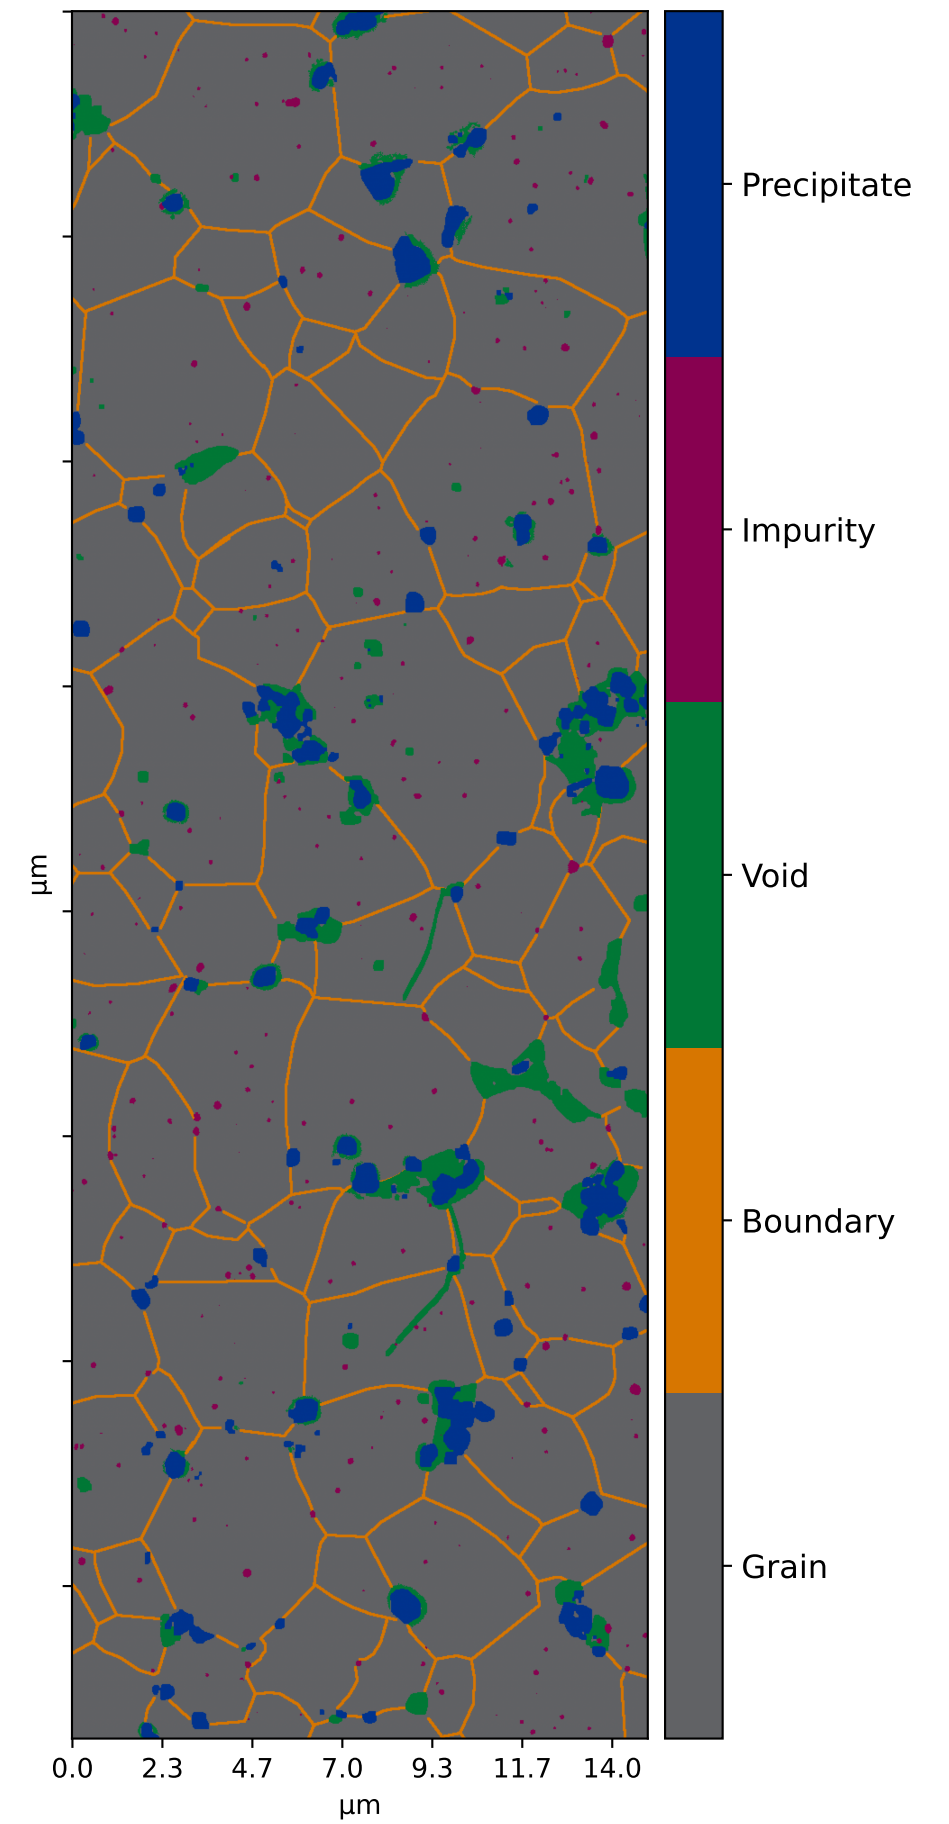 Precipitate
Impurity
Void
Boundary
Grain
µm
0.0 2.3 4.7 7.0 9.3 11.7 14.0
µm